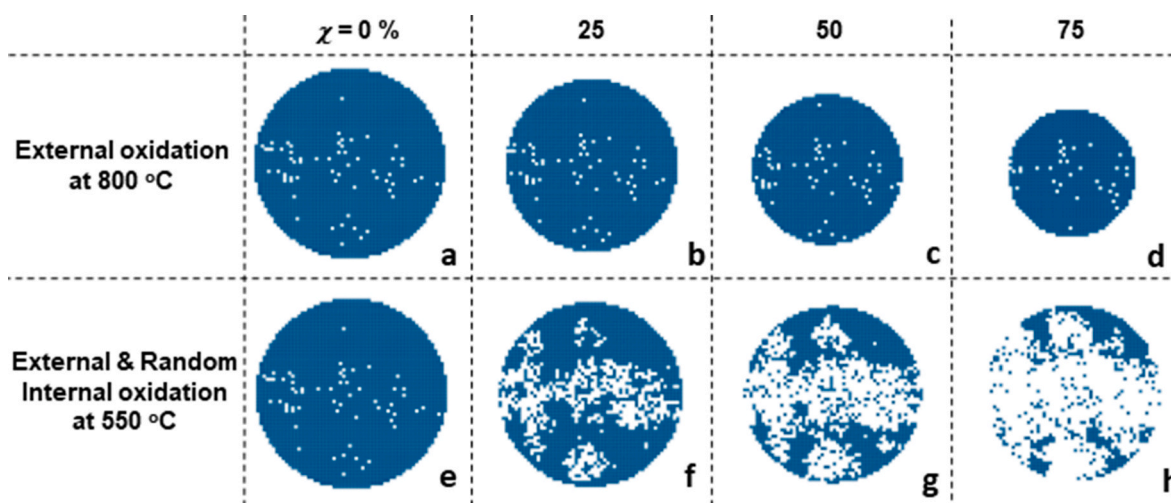 χ = 0 % 25 50 75
External oxidation
at 800 °C
a b c d
External & Random
Internal oxidation
at 550 °C
e f g h